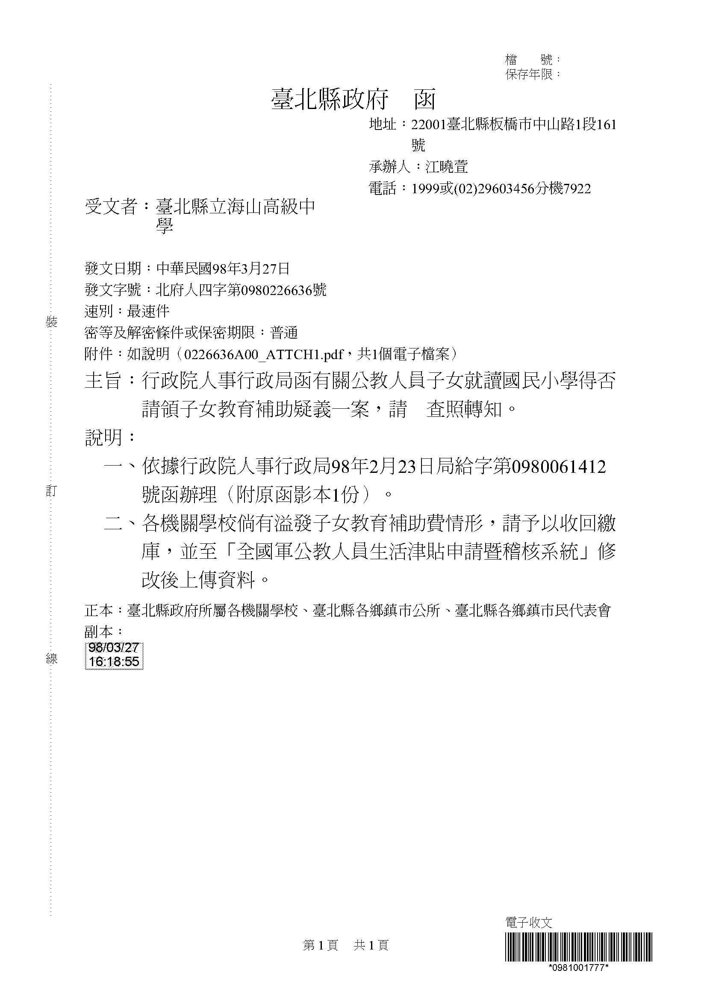 檔　　號：
保存年限：
臺北縣政府　函
地址：22001臺北縣板橋市中山路1段161
號
承辦人：江曉萱
電話：1999或(02)29603456分機7922
受文者：臺北縣立海山高級中
學
發文日期：中華民國98年3月27日
發文字號：北府人四字第0980226636號
速別：最速件
密等及解密條件或保密期限：普通
附件：如說明（0226636A00_ATTCH1.pdf，共1個電子檔案）
主旨：行政院人事行政局函有關公教人員子女就讀國民小學得否
請領子女教育補助疑義一案，請　查照轉知。
說明：
一、依據行政院人事行政局98年2月23日局給字第0980061412
號函辦理（附原函影本1份）。
二、各機關學校倘有溢發子女教育補助費情形，請予以收回繳
庫，並至「全國軍公教人員生活津貼申請暨稽核系統」修
改後上傳資料。
正本：臺北縣政府所屬各機關學校、臺北縣各鄉鎮市公所、臺北縣各鄉鎮市民代表會
副本：
98/03/27
16:18:55
裝
訂
線
電子收文
第 1 頁　共 1 頁
*0981001777*